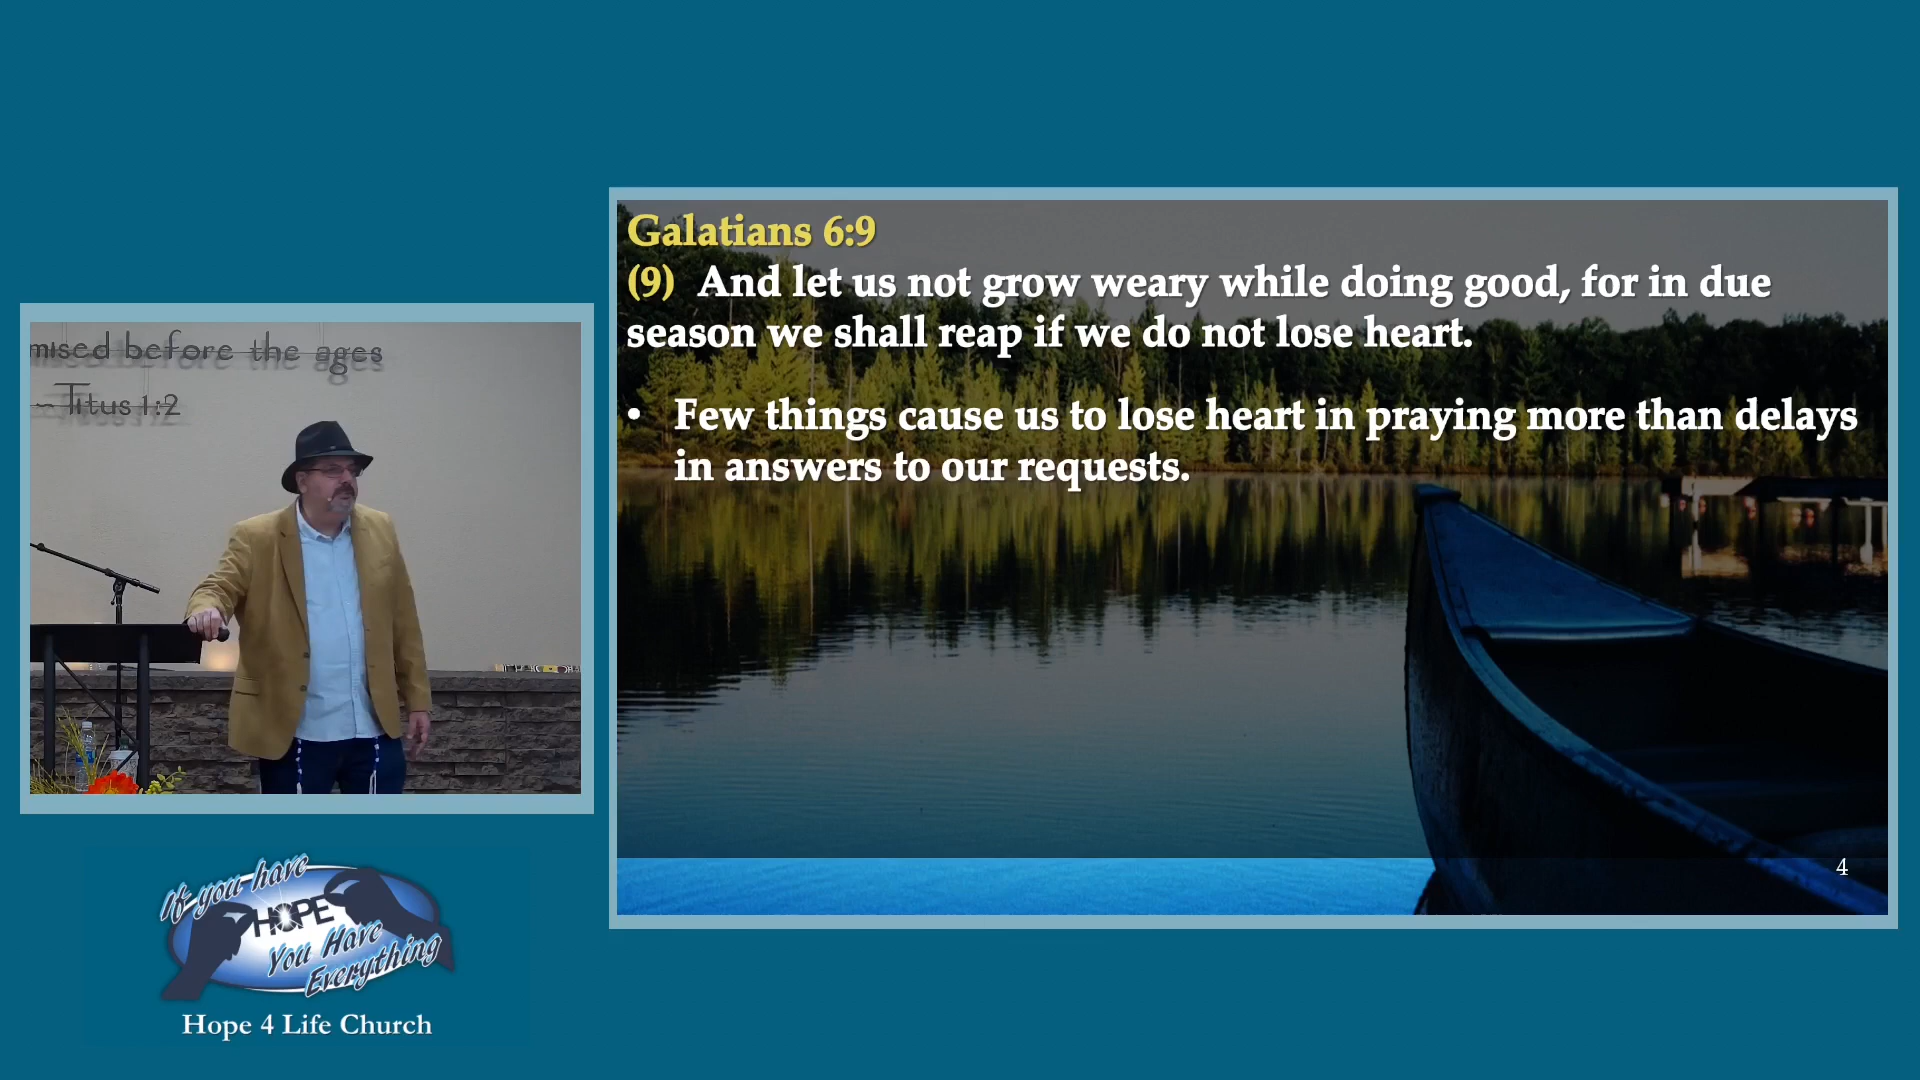 Galatians 6:9
(9) And let us not grow weary while doing good, for in due
season we shall reap if we do not lose heart.
• Few things cause us to lose heart in praying more than delays
in answers to our requests.
4
before the ages
~ Titus 1:2
If you have
HOPE
You Have
Everything
Hope 4 Life Church